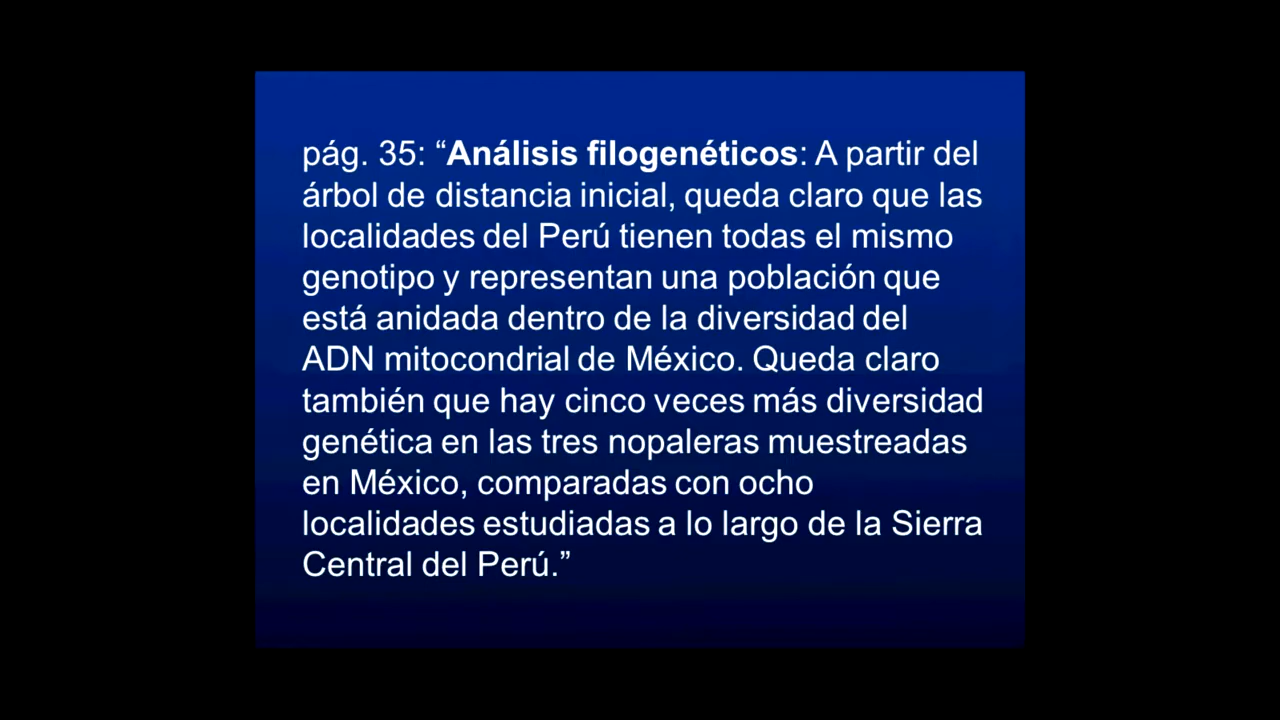 pág. 35: “Análisis filogenéticos: A partir del
árbol de distancia inicial, queda claro que las
localidades del Perú tienen todas el mismo
genotipo y representan una población que
está anidada dentro de la diversidad del
ADN mitocondrial de México. Queda claro
también que hay cinco veces más diversidad
genética en las tres nopaleras muestreadas
en México, comparadas con ocho
localidades estudiadas a lo largo de la Sierra
Central del Perú.”